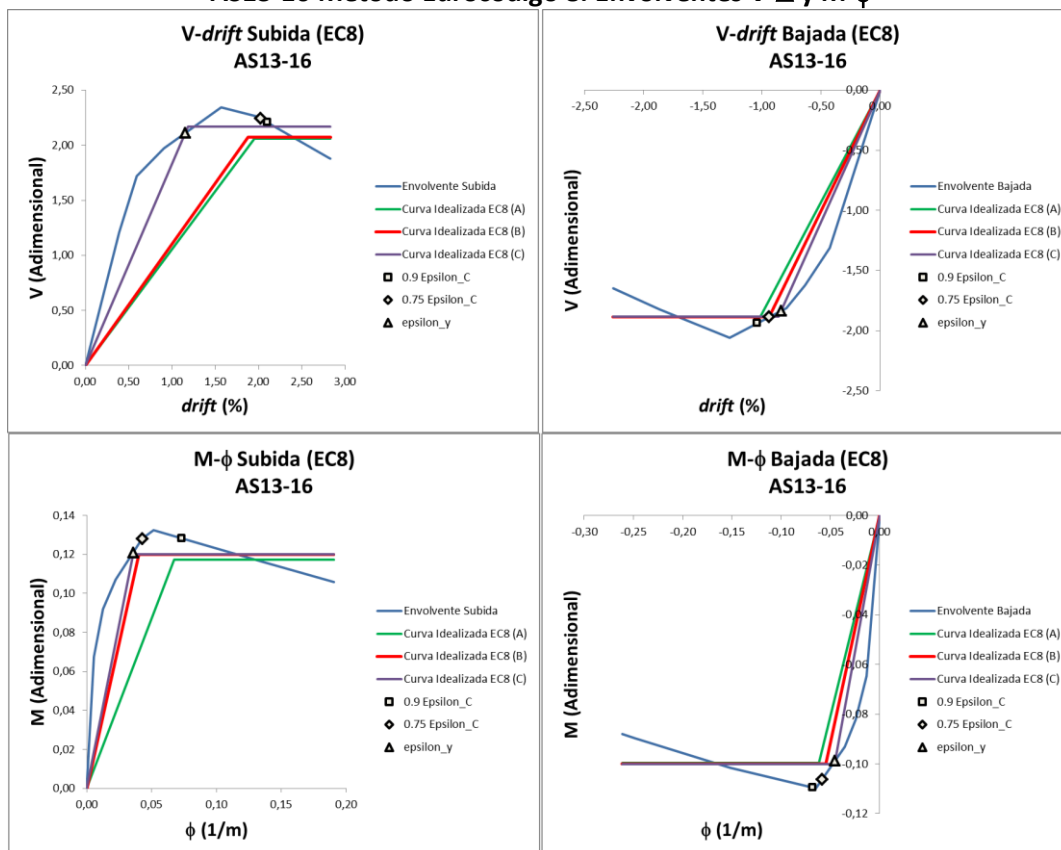 V-drift Subida (EC8)
AS13-16
2,50
2,00
1,50
1,00
0,50
0,00
0,00 0,50 1,00 1,50 2,00 2,50 3,00
V (Adimensional)
drift (%)
Envolvente Subida
Curva Idealizada EC8 (A)
Curva Idealizada EC8 (B)
Curva Idealizada EC8 (C)
0.9 Epsilon_C
0.75 Epsilon_C
epsilon_y
V-drift Bajada (EC8)
AS13-16
-2,50 -2,00 -1,50 -1,00 -0,50 0,00
0,00
-0,50
-1,00
-1,50
-2,00
-2,50
V (Adimensional)
drift (%)
Envolvente Bajada
Curva Idealizada EC8 (A)
Curva Idealizada EC8 (B)
Curva Idealizada EC8 (C)
0.9 Epsilon_C
0.75 Epsilon_C
epsilon_y
M-ϕ Subida (EC8)
AS13-16
0,14
0,12
0,10
0,08
0,06
0,04
0,02
0,00
0,00 0,05 0,10 0,15 0,20
M (Adimensional)
ϕ (1/m)
Envolvente Subida
Curva Idealizada EC8 (A)
Curva Idealizada EC8 (B)
Curva Idealizada EC8 (C)
0.9 Epsilon_C
0.75 Epsilon_C
epsilon_y
M-ϕ Bajada (EC8)
AS13-16
-0,30 -0,25 -0,20 -0,15 -0,10 -0,05 0,00
0,00
-0,02
-0,04
-0,06
-0,08
-0,10
-0,12
M (Adimensional)
ϕ (1/m)
Envolvente Bajada
Curva Idealizada EC8 (A)
Curva Idealizada EC8 (B)
Curva Idealizada EC8 (C)
0.9 Epsilon_C
0.75 Epsilon_C
epsilon_y